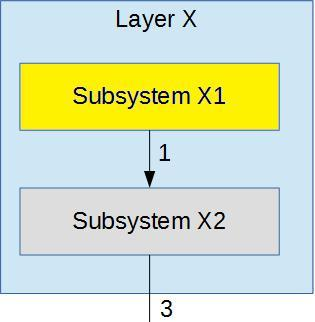 Layer X
Subsystem X1
1
Subsystem X2
3